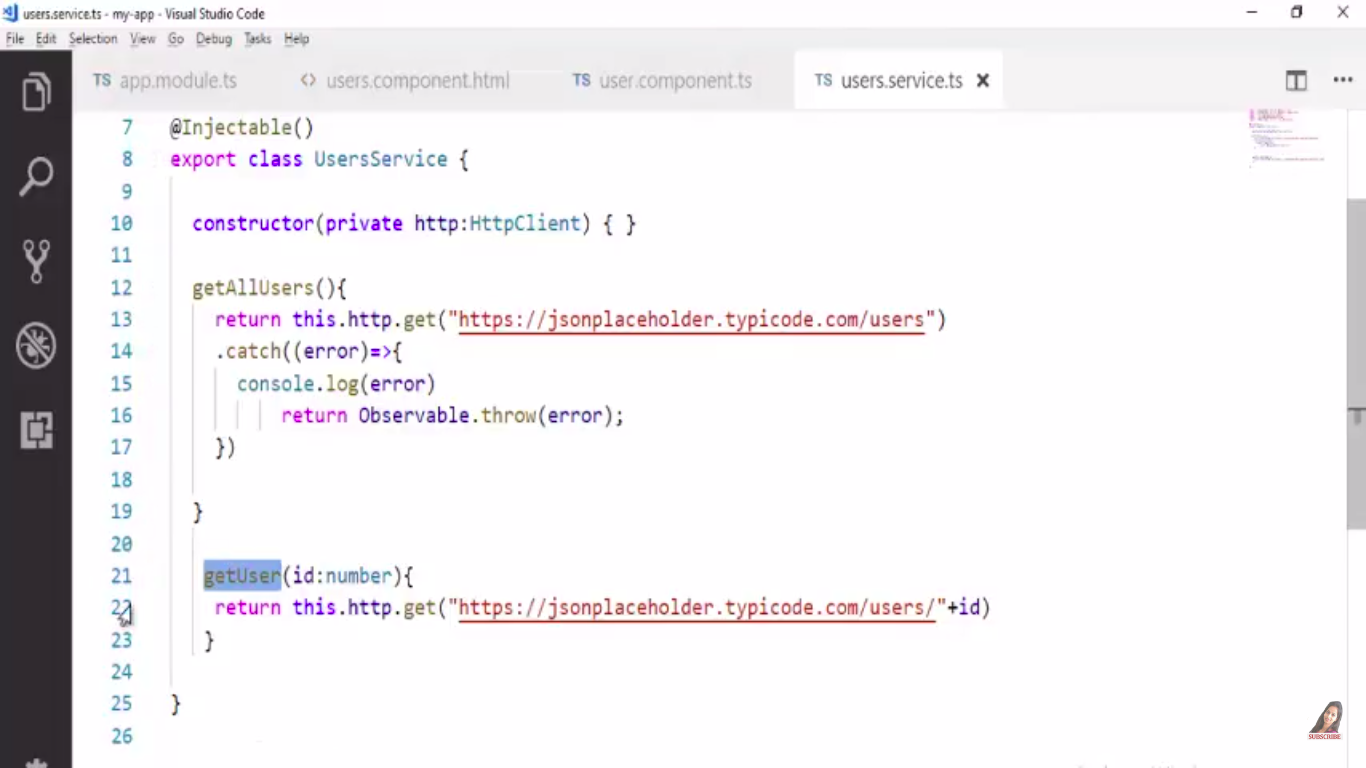 users.service.ts - my-app - Visual Studio Code
File Edit Selection View Go Debug Tasks Help
TS app.module.ts <> users.component.html TS user.component.ts TS users.service.ts
7 @Injectable()
8 export class UsersService {
9
10 constructor(private http:HttpClient) { }
11
12 getAllUsers(){
13 return this.http.get("https://jsonplaceholder.typicode.com/users")
14 .catch((error)=>{
15 console.log(error)
16 return Observable.throw(error);
17 })
18
19 }
20
21 getUser(id:number){
22 return this.http.get("https://jsonplaceholder.typicode.com/users/"+id)
23 }
24
25 }
26
SUBSCRIBE